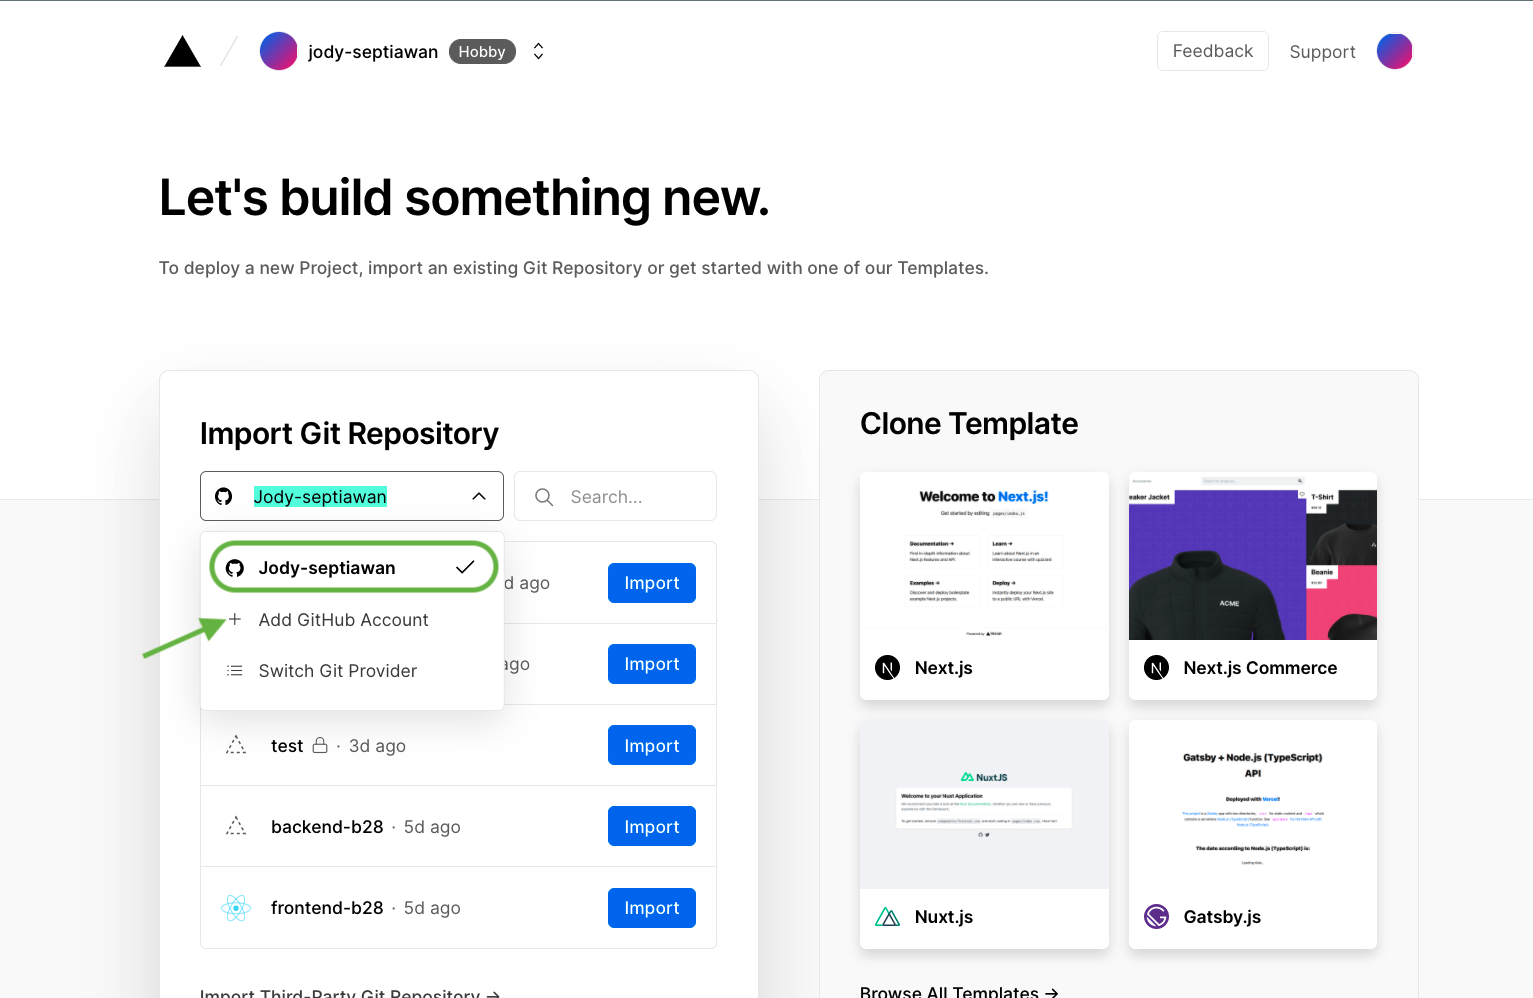 jody-septiawan Hobby
Feedback Support
Let's build something new.
To deploy a new Project, import an existing Git Repository or get started with one of our Templates.
Import Git Repository
Jody-septiawan
Search...
Jody-septiawan
Add GitHub Account
Switch Git Provider
d ago Import
ago Import
test · 3d ago Import
backend-b28 · 5d ago Import
frontend-b28 · 5d ago Import
Import Third-Party Git Repository →
Clone Template
Welcome to Next.js!
Get started by editing pages/index.js
Documentation →
Find in-depth information about
Next.js features and API.
Learn →
Learn about Next.js in an
interactive course with quizzes!
Examples →
Discover and deploy boilerplate
example Next.js projects.
Deploy →
Instantly deploy your Next.js site
to a public URL with Vercel.
Powered by
Next.js
eaker Jacket
T-Shirt
Beanie
ACME
Next.js Commerce
NuxtJS
Welcome to your Nuxt Application
Nuxt.js
Gatsby + Node.js (TypeScript)
API
Deployed with Vercel!
The date according to Node.js (TypeScript) is:
Loading date...
Gatsby.js
Browse All Templates →